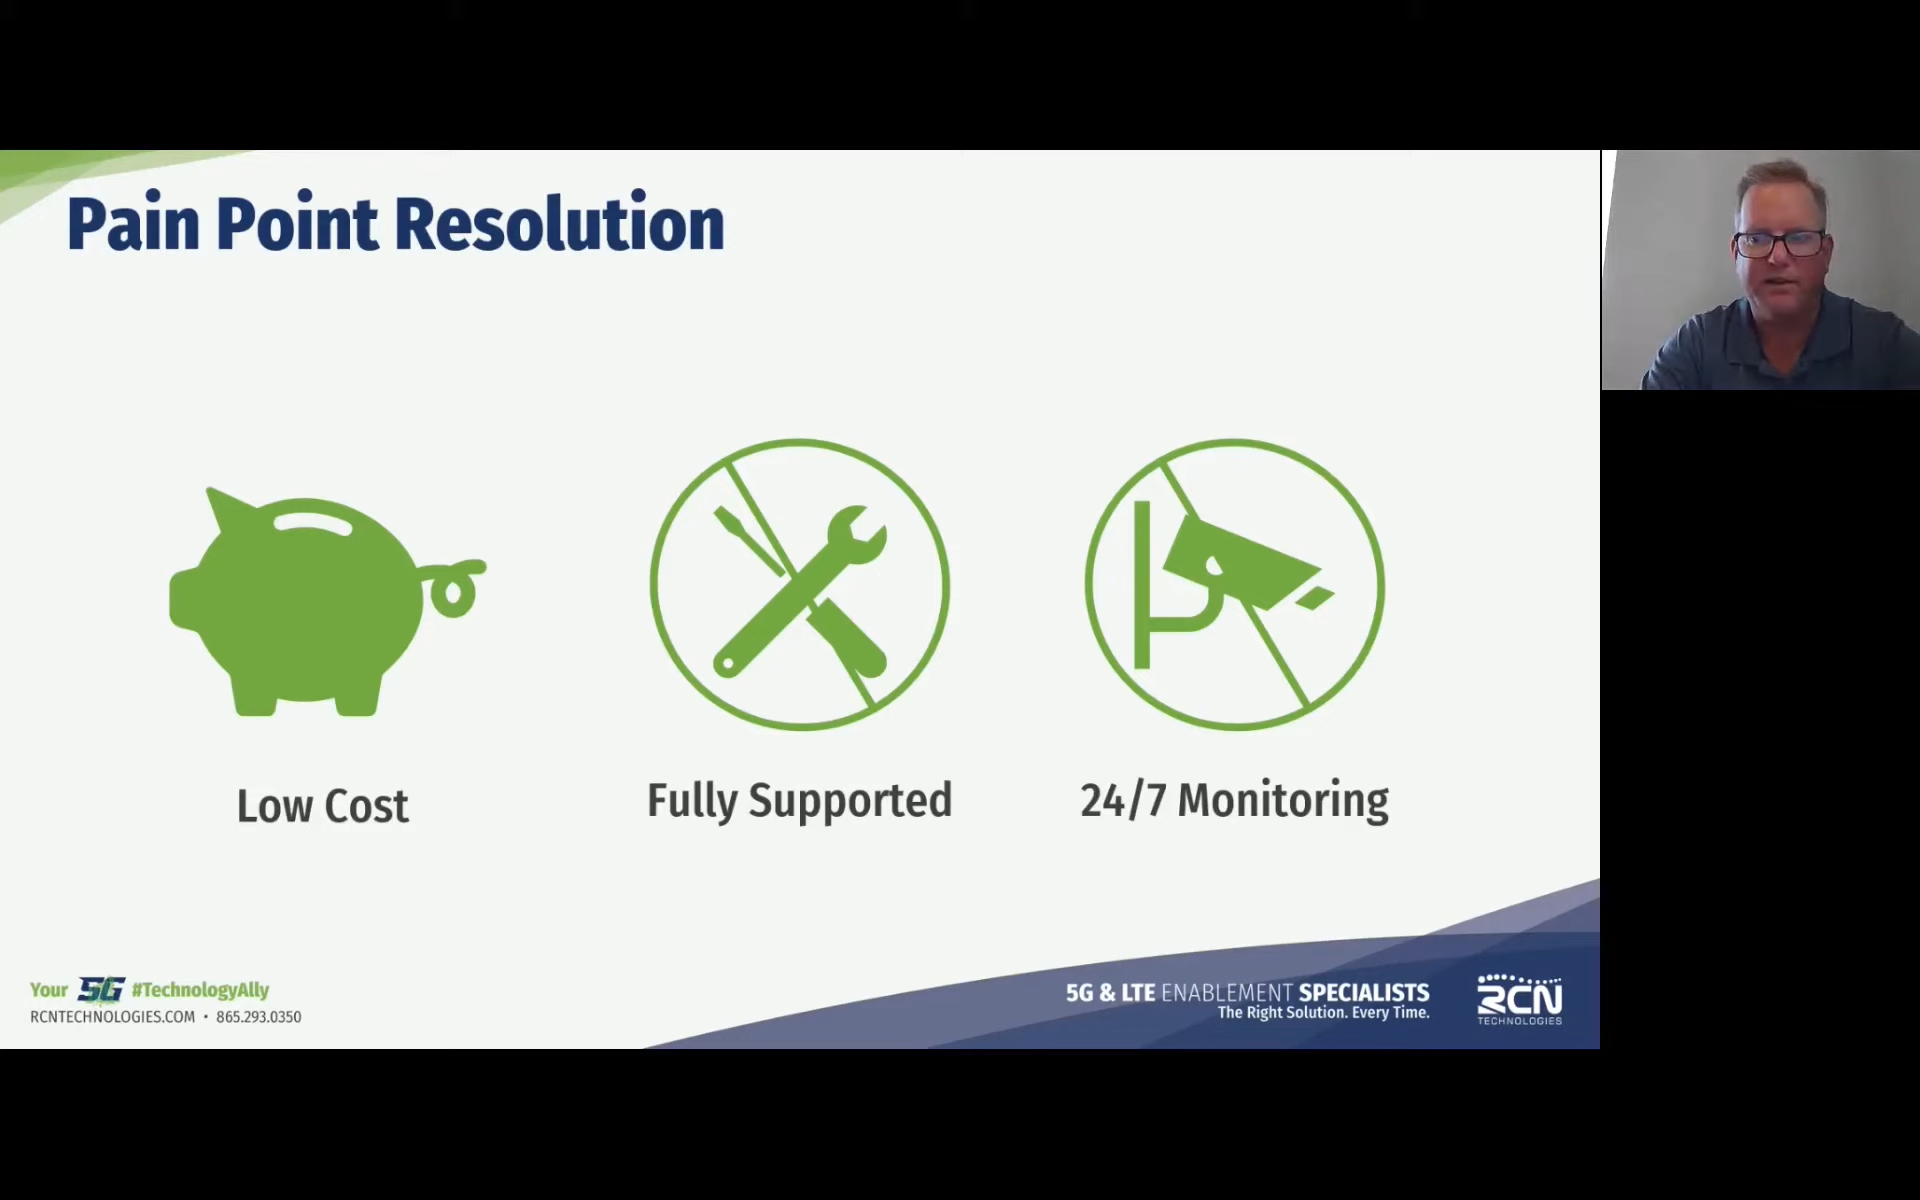 Pain Point Resolution
Low Cost
Fully Supported
24/7 Monitoring
Your 5G #TechnologyAlly
RCNTECHNOLOGIES.COM • 865.293.0350
5G & LTE ENABLEMENT SPECIALISTS
The Right Solution. Every Time.
RCN
TECHNOLOGIES